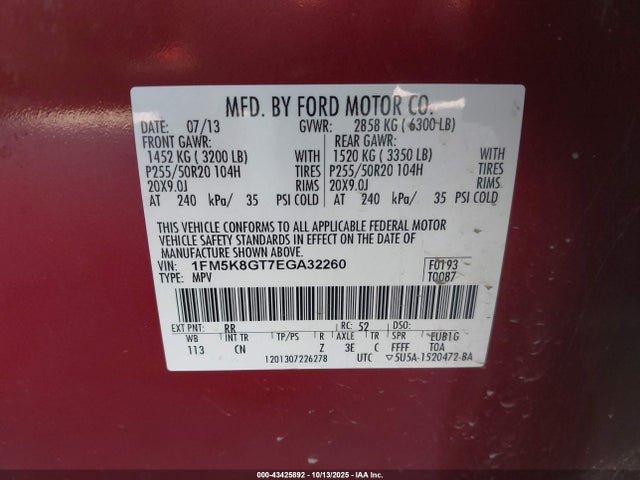 MFD. BY FORD MOTOR CO.
DATE: 07/13 GVWR: 2858 KG ( 6300 LB)
FRONT GAWR: REAR GAWR:
1452 KG ( 3200 LB) WITH 1520 KG ( 3350 LB) WITH
P255/50R20 104H TIRES P255/50R20 104H TIRES
20X9.0J RIMS 20X9.0J RIMS
AT 240 kPa/ 35 PSI COLD AT 240 kPa/ 35 PSI COLD
THIS VEHICLE CONFORMS TO ALL APPLICABLE FEDERAL MOTOR
VEHICLE SAFETY STANDARDS IN EFFECT ON THE DATE OF
MANUFACTURE SHOWN ABOVE.
VIN: 1FM5K8GT7EGA32260 F0193
TYPE: MPV T0087
EXT PNT: RR RC: 52 DSO:
WB INT TR TP/PS R AXLE TR SPR EUB1G
113 CN Z 3E C FFFF T0A
1201307226278 UTC ▽5U5A-1520472-BA
000-43425892 - 10/13/2025 - Copyright © 2025 IAA, Inc.